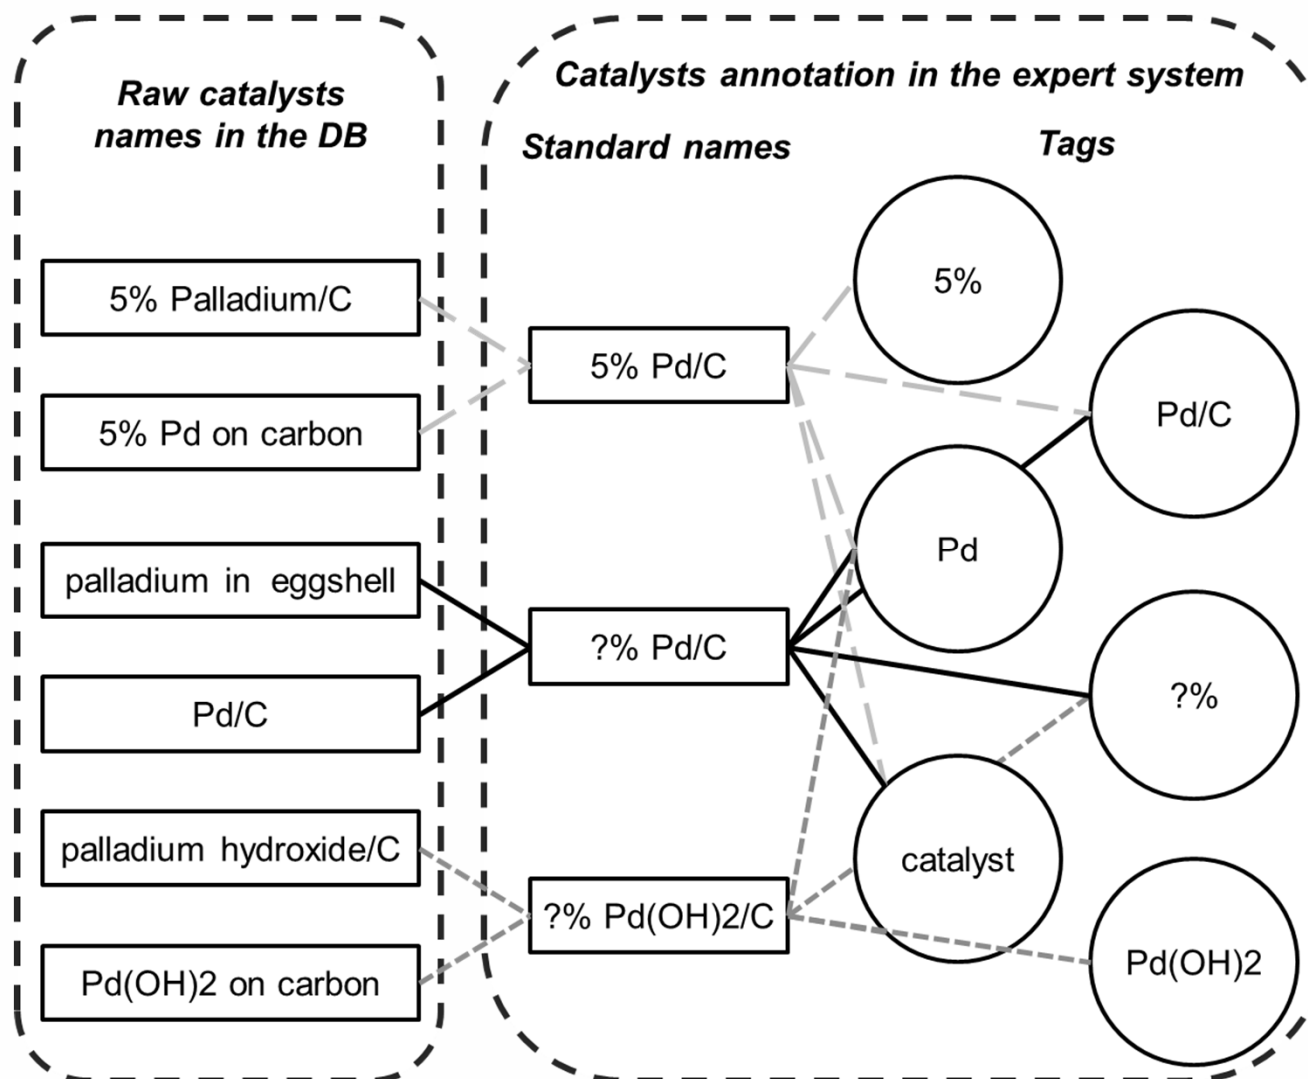 Raw catalysts
names in the DB
5% Palladium/C
5% Pd on carbon
palladium in eggshell
Pd/C
palladium hydroxide/C
Pd(OH)2 on carbon
Catalysts annotation in the expert system
Standard names
Tags
5% Pd/C
?% Pd/C
?% Pd(OH)2/C
5%
Pd/C
Pd
?%
catalyst
Pd(OH)2